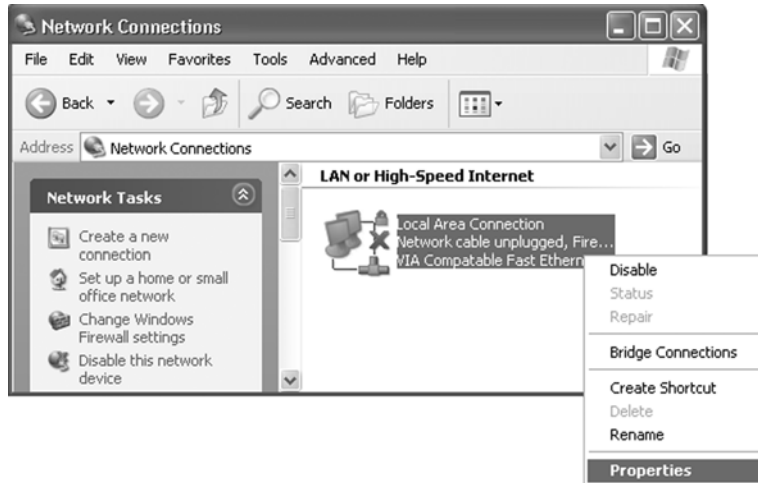 Network Connections
File Edit View Favorites Tools Advanced Help
Back Search Folders
Address Network Connections Go
Network Tasks
Create a new
connection
Set up a home or small
office network
Change Windows
Firewall settings
Disable this network
device
LAN or High-Speed Internet
Local Area Connection
Network cable unplugged, Fire...
VIA Compatable Fast Ethern
Disable
Status
Repair
Bridge Connections
Create Shortcut
Delete
Rename
Properties